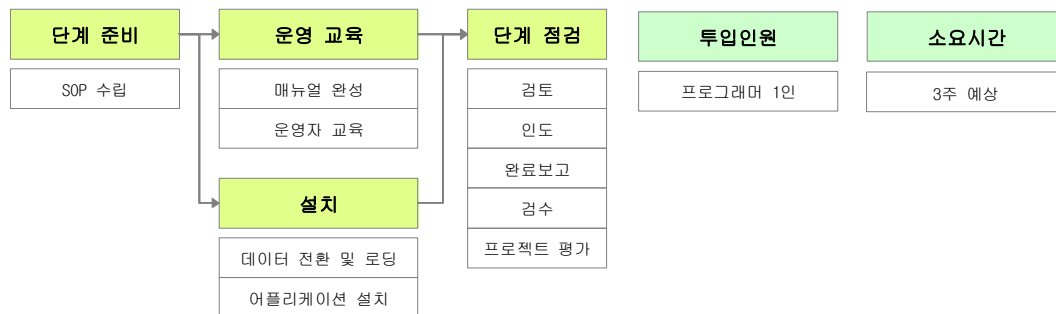 단계 준비
SOP 수립
운영 교육
매뉴얼 완성
운영자 교육
설치
데이터 전환 및 로딩
어플리케이션 설치
단계 점검
검토
인도
완료보고
검수
프로젝트 평가
투입인원
프로그래머 1인
소요시간
3주 예상